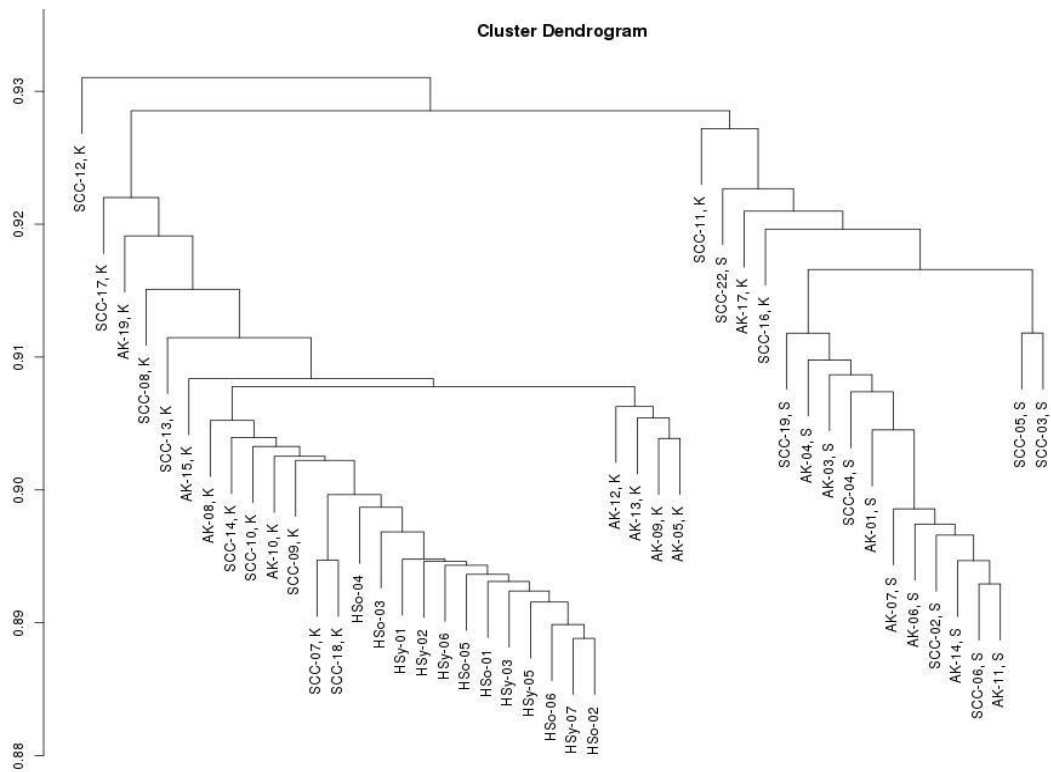 Cluster Dendrogram
0.93
0.92
0.91
0.90
0.89
0.88
SCC-12, K
SCC-17, K
AK-19, K
SCC-08, K
SCC-13, K
AK-15, K
AK-08, K
SCC-14, K
SCC-10, K
AK-10, K
SCC-09, K
SCC-07, K
SCC-18, K
HSo-04
HSo-03
HSy-01
HSy-02
HSy-06
HSo-05
HSo-01
HSy-03
HSy-05
HSo-06
HSy-07
HSo-02
AK-12, K
AK-13, K
AK-09, K
AK-05, K
SCC-11, K
SCC-22, S
AK-17, K
SCC-16, K
SCC-19, S
AK-04, S
AK-03, S
SCC-04, S
AK-01, S
AK-07, S
AK-06, S
SCC-02, S
AK-14, S
SCC-06, S
AK-11, S
SCC-05, S
SCC-03, S